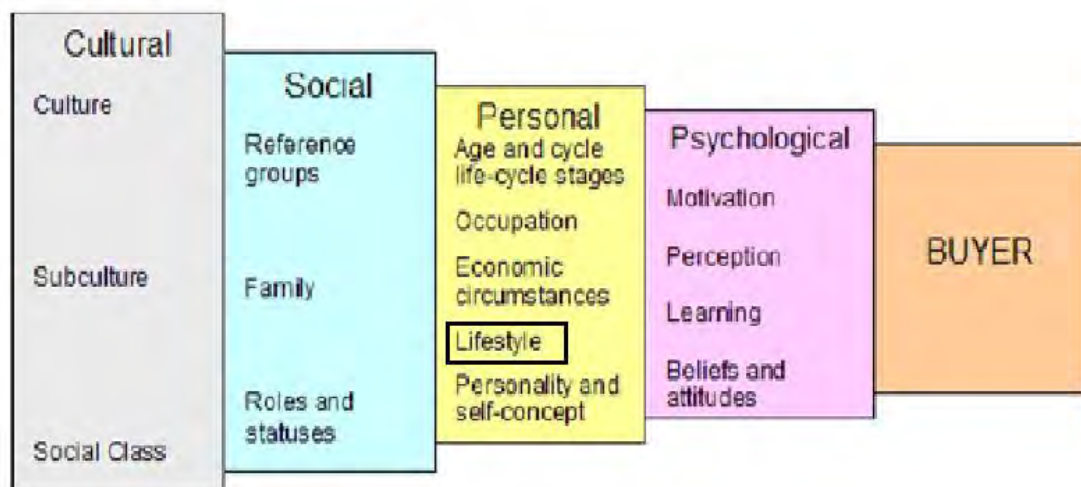 Cultural
Culture
Subculture
Social Class
Social
Reference
groups
Family
Roles and
statuses
Personal
Age and cycle
life-cycle stages
Occupation
Economic
circumstances
Lifestyle
Personality and
self-concept
Psychological
Motivation
Perception
Learning
Beliefs and
attitudes
BUYER